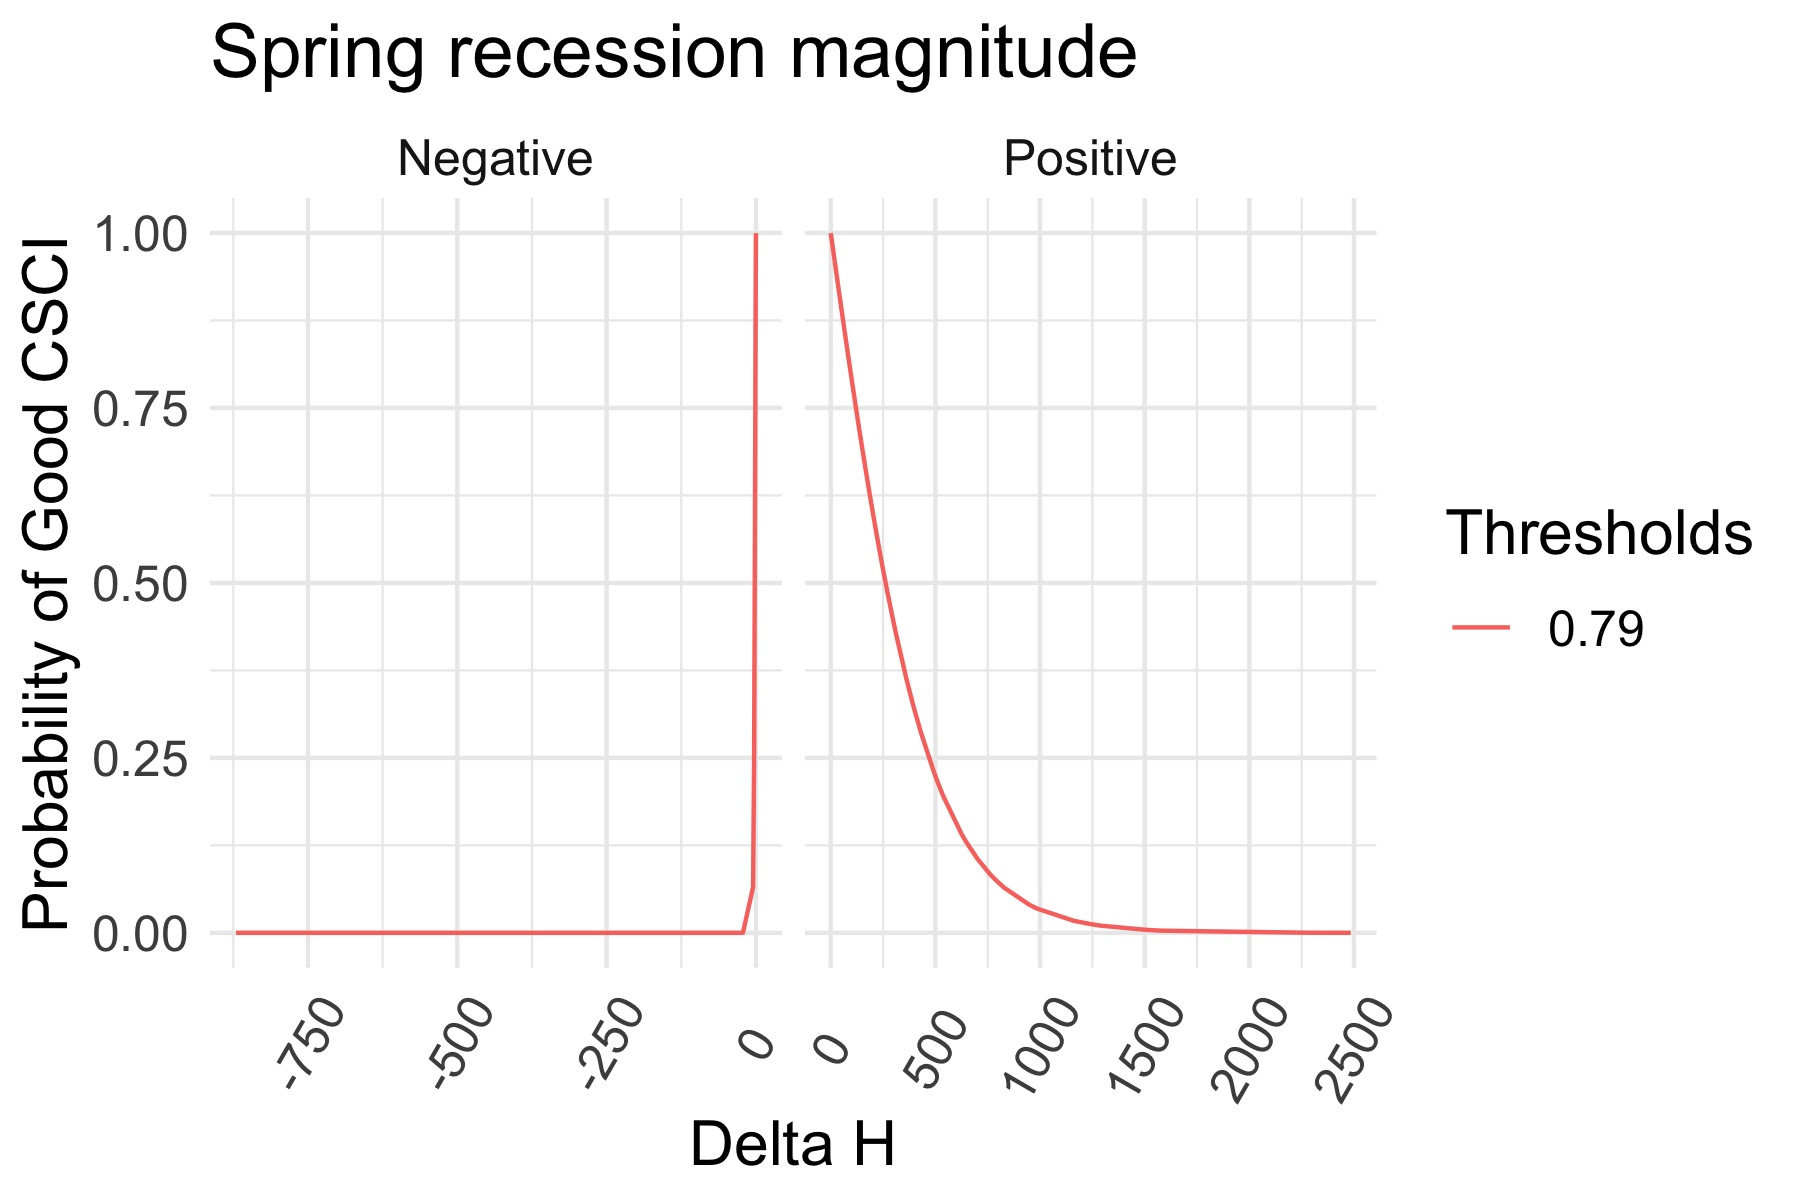 Spring recession magnitude
Negative
Positive
Probability of Good CSCI
1.00
0.75
0.50
0.25
0.00
-750
-500
-250
0
0
500
1000
1500
2000
2500
Delta H
Thresholds
0.79